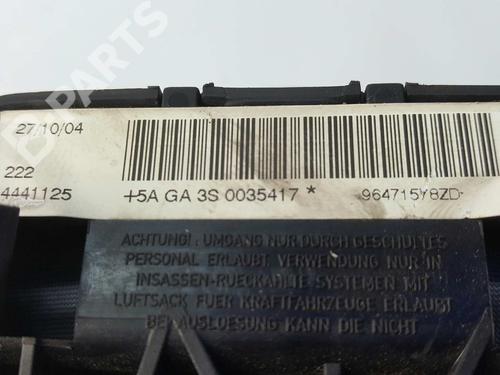 B-PARTS
27/10/04
222
4441125
+5A GA 3S 0035417 *
964715Y8ZD
ACHTUNG!: UMGANG NUR DURCH GESCHULTES
PERSONAL ERLAUBT VERWENDUNG NUR IN
INSASSEN-RUECKHALTE SYSTEMEN MIT
LUFTSACK FUER KRAFTFAHRZEUGE ERLAUBT
BEI AUSLOESUNG KANN DIE NICHT